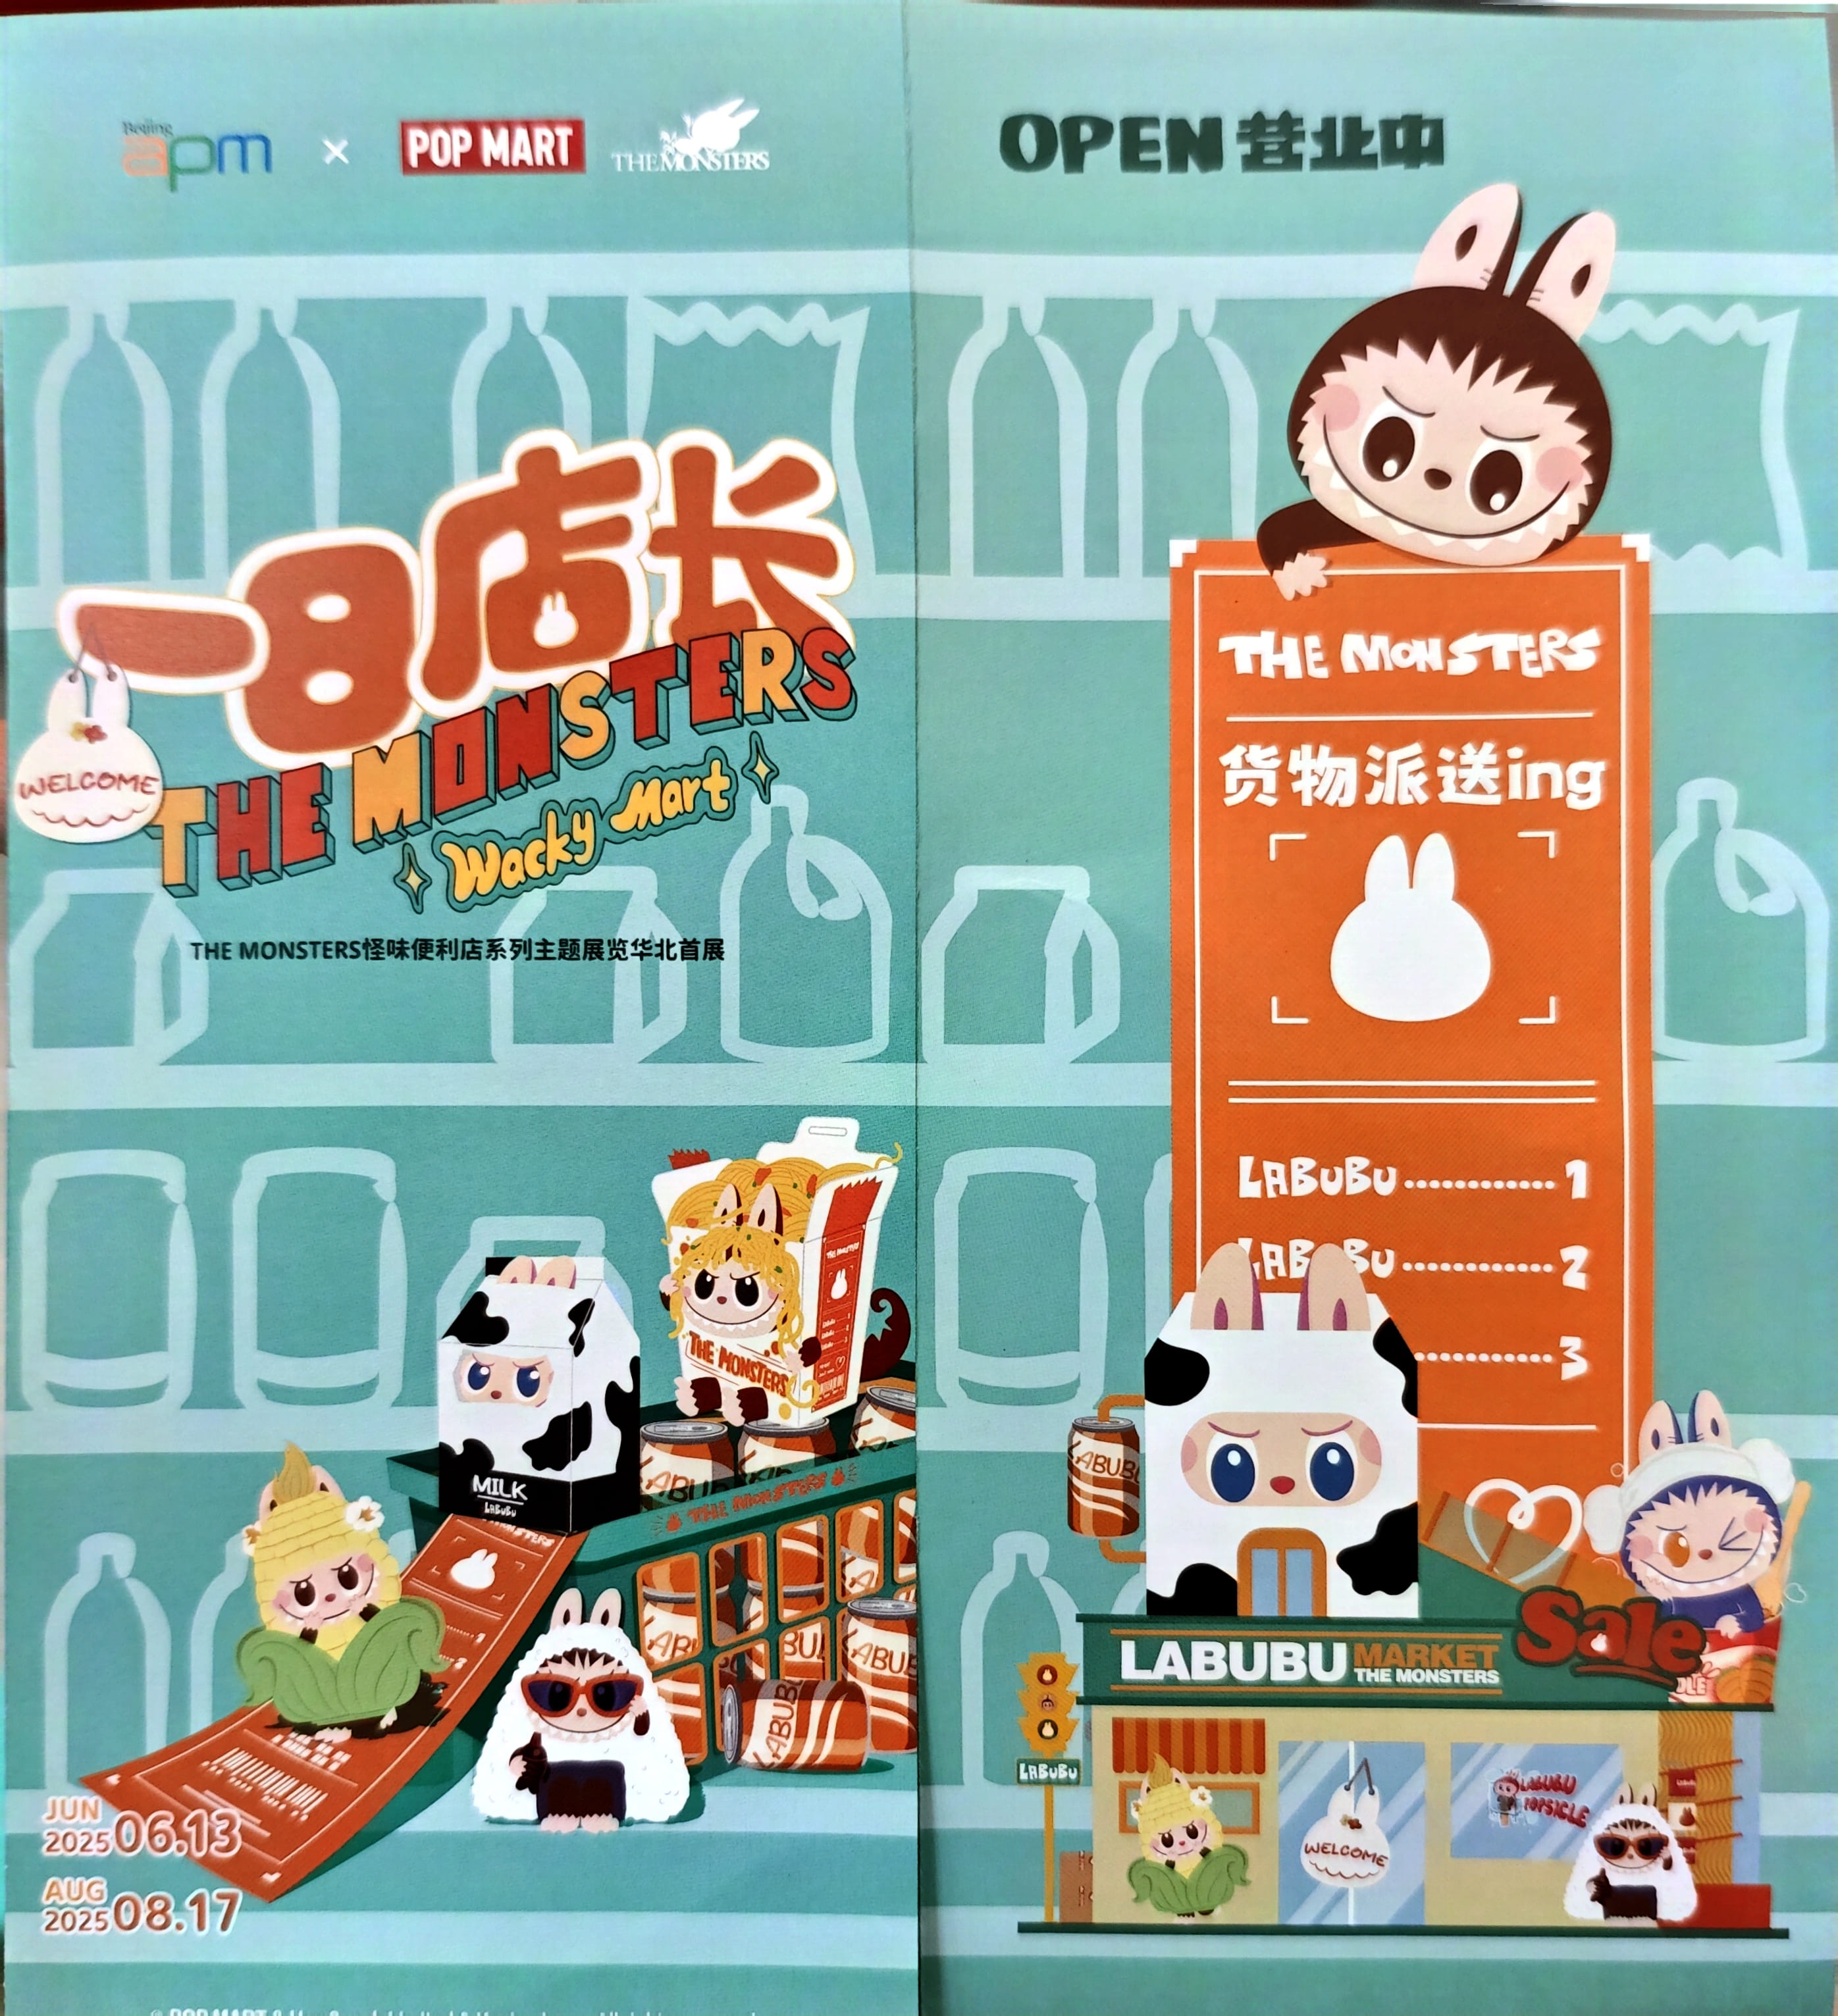 Beijing
apm × POP MART THE MONSTERS
一日店长
WELCOME
THE MONSTERS
Wacky Mart
THE MONSTERS怪味便利店系列主题展览华北首展
THE MONSTERS
MILK
LABUBU
THE MONSTERS
LABUBU
JUN
2025 06.13
AUG
2025 08.17
OPEN 营业中
THE MONSTERS
货物派送ing
LABUBU 1
LABUBU 2
3
LABUBU
Sale
LABUBU MARKET
THE MONSTERS
LABUBU
LABUBU
POPSICLE
WELCOME